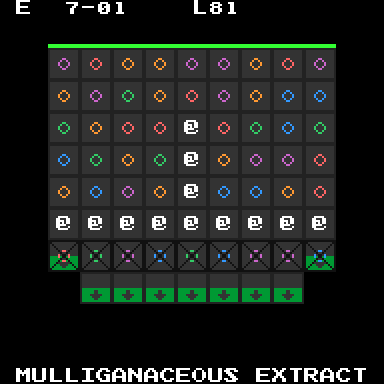 E 7-01 L81
@
@
@
@ @ @ @ @ @ @ @ @
MULLIGANACEOUS EXTRACT